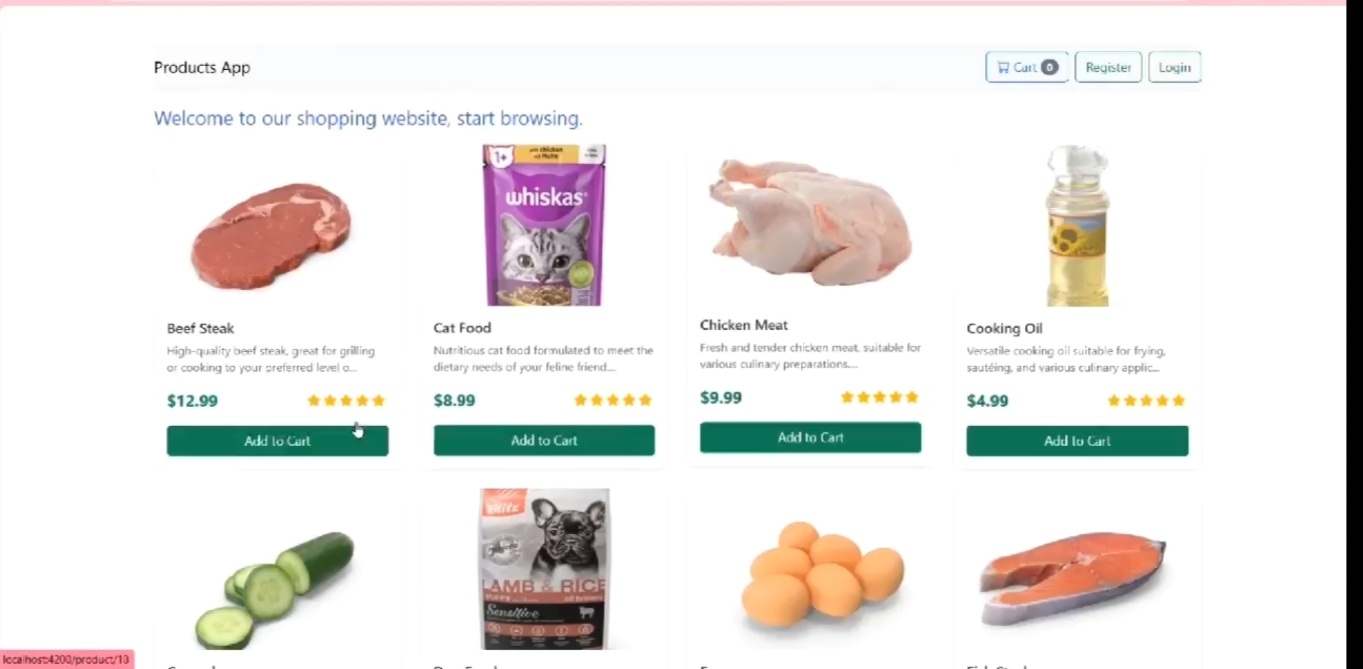 Products App
Cart 0
Register
Login
Welcome to our shopping website, start browsing.
1+
with Chicken
whiskas
Beef Steak
High-quality beef steak, great for grilling
or cooking to your preferred level o...
$12.99
Add to Cart
Cat Food
Nutritious cat food formulated to meet the
dietary needs of your feline friend....
$8.99
Add to Cart
Chicken Meat
Fresh and tender chicken meat, suitable for
various culinary preparations....
$9.99
Add to Cart
Cooking Oil
Versatile cooking oil suitable for frying,
sautéing, and various culinary applic...
$4.99
Add to Cart
Blitz
LAMB & RICE
Sensitive
localhost:4200/product/13